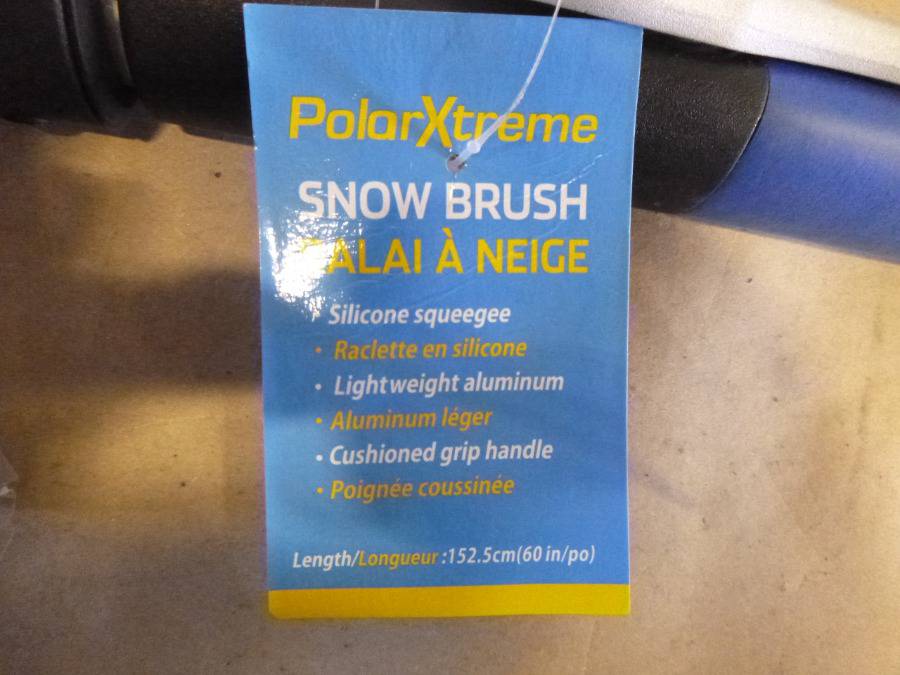 PolarXtreme
SNOW BRUSH
BALAI À NEIGE
• Silicone squeegee
• Raclette en silicone
• Lightweight aluminum
• Aluminum léger
• Cushioned grip handle
• Poignée coussinée
Length/Longueur :152.5cm(60 in/po)